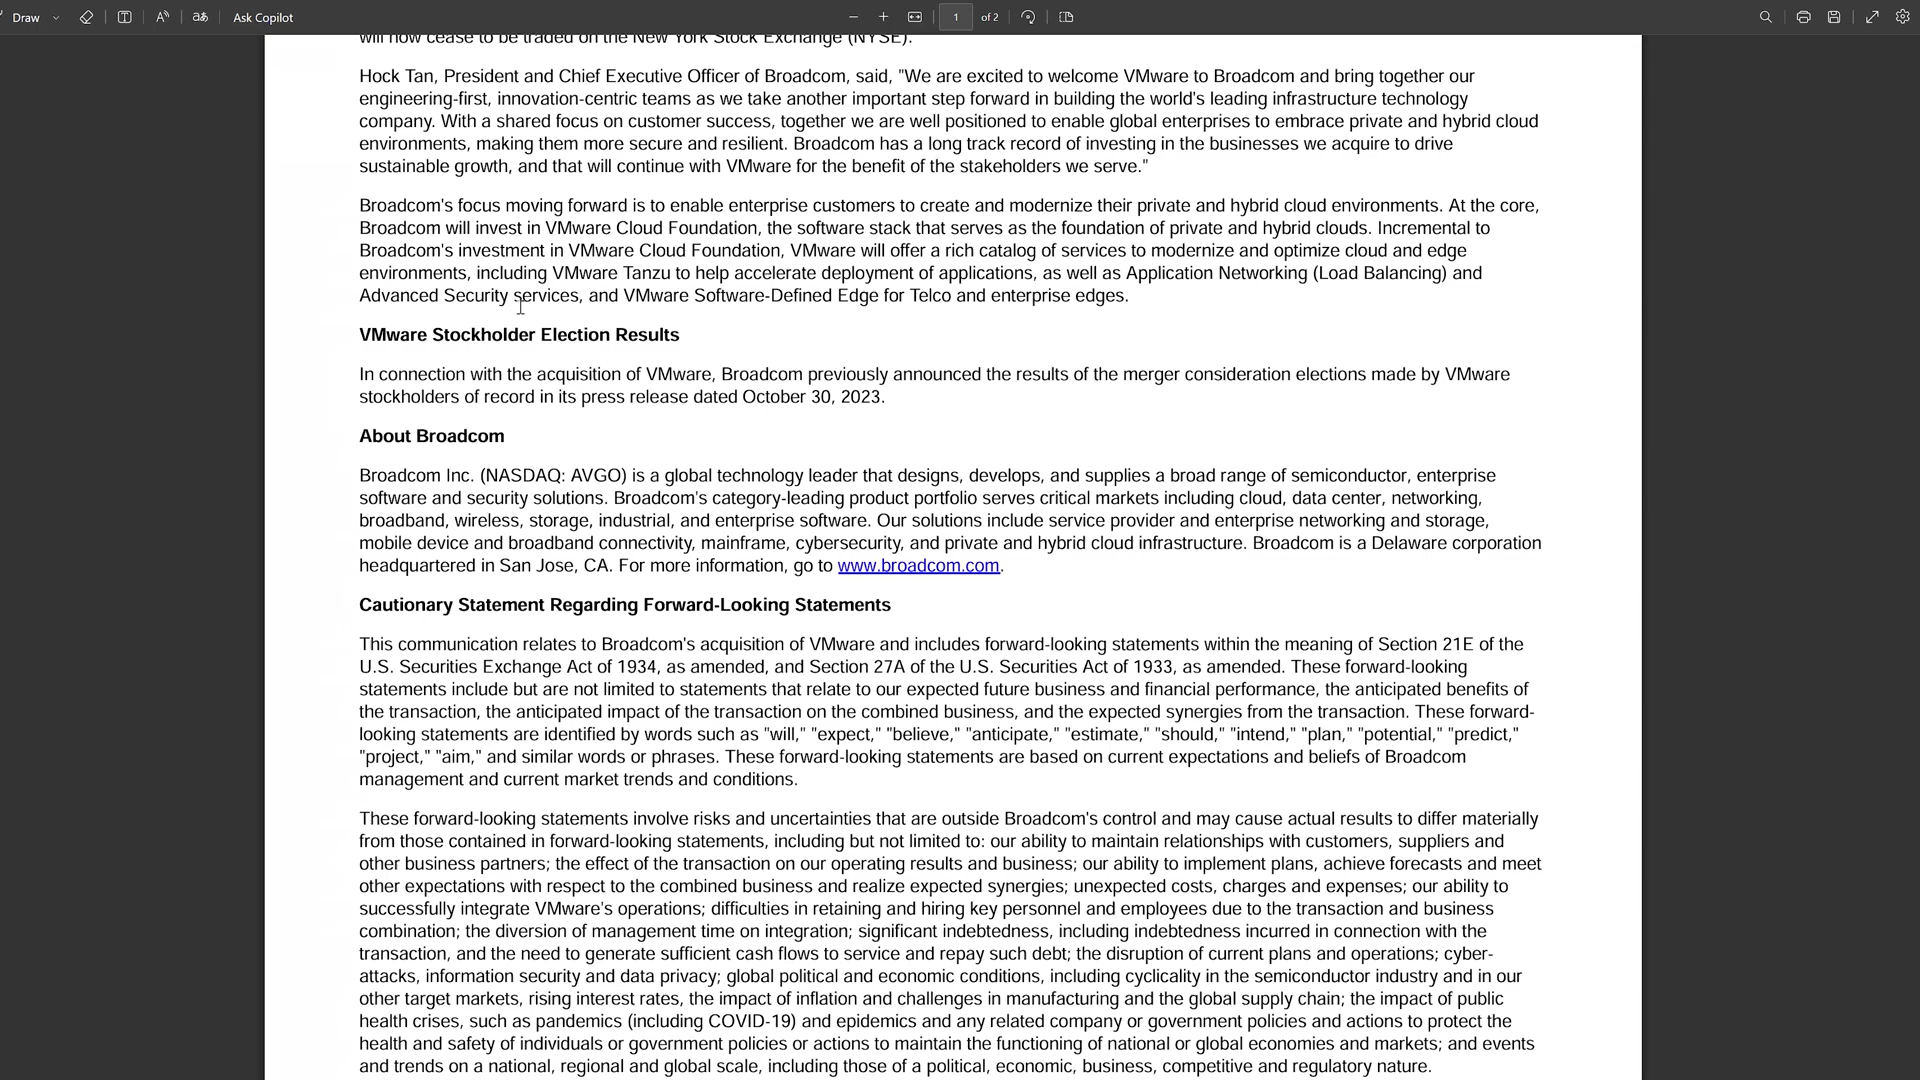 Draw
Ask Copilot
1 of 2
will now cease to be traded on the New York Stock Exchange (NYSE).
Hock Tan, President and Chief Executive Officer of Broadcom, said, "We are excited to welcome VMware to Broadcom and bring together our
engineering-first, innovation-centric teams as we take another important step forward in building the world's leading infrastructure technology
company. With a shared focus on customer success, together we are well positioned to enable global enterprises to embrace private and hybrid cloud
environments, making them more secure and resilient. Broadcom has a long track record of investing in the businesses we acquire to drive
sustainable growth, and that will continue with VMware for the benefit of the stakeholders we serve."
Broadcom's focus moving forward is to enable enterprise customers to create and modernize their private and hybrid cloud environments. At the core,
Broadcom will invest in VMware Cloud Foundation, the software stack that serves as the foundation of private and hybrid clouds. Incremental to
Broadcom's investment in VMware Cloud Foundation, VMware will offer a rich catalog of services to modernize and optimize cloud and edge
environments, including VMware Tanzu to help accelerate deployment of applications, as well as Application Networking (Load Balancing) and
Advanced Security services, and VMware Software-Defined Edge for Telco and enterprise edges.
VMware Stockholder Election Results
In connection with the acquisition of VMware, Broadcom previously announced the results of the merger consideration elections made by VMware
stockholders of record in its press release dated October 30, 2023.
About Broadcom
Broadcom Inc. (NASDAQ: AVGO) is a global technology leader that designs, develops, and supplies a broad range of semiconductor, enterprise
software and security solutions. Broadcom's category-leading product portfolio serves critical markets including cloud, data center, networking,
broadband, wireless, storage, industrial, and enterprise software. Our solutions include service provider and enterprise networking and storage,
mobile device and broadband connectivity, mainframe, cybersecurity, and private and hybrid cloud infrastructure. Broadcom is a Delaware corporation
headquartered in San Jose, CA. For more information, go to www.broadcom.com.
Cautionary Statement Regarding Forward-Looking Statements
This communication relates to Broadcom's acquisition of VMware and includes forward-looking statements within the meaning of Section 21E of the
U.S. Securities Exchange Act of 1934, as amended, and Section 27A of the U.S. Securities Act of 1933, as amended. These forward-looking
statements include but are not limited to statements that relate to our expected future business and financial performance, the anticipated benefits of
the transaction, the anticipated impact of the transaction on the combined business, and the expected synergies from the transaction. These forward-
looking statements are identified by words such as "will," "expect," "believe," "anticipate," "estimate," "should," "intend," "plan," "potential," "predict,"
"project," "aim," and similar words or phrases. These forward-looking statements are based on current expectations and beliefs of Broadcom
management and current market trends and conditions.
These forward-looking statements involve risks and uncertainties that are outside Broadcom's control and may cause actual results to differ materially
from those contained in forward-looking statements, including but not limited to: our ability to maintain relationships with customers, suppliers and
other business partners; the effect of the transaction on our operating results and business; our ability to implement plans, achieve forecasts and meet
other expectations with respect to the combined business and realize expected synergies; unexpected costs, charges and expenses; our ability to
successfully integrate VMware's operations; difficulties in retaining and hiring key personnel and employees due to the transaction and business
combination; the diversion of management time on integration; significant indebtedness, including indebtedness incurred in connection with the
transaction, and the need to generate sufficient cash flows to service and repay such debt; the disruption of current plans and operations; cyber-
attacks, information security and data privacy; global political and economic conditions, including cyclicality in the semiconductor industry and in our
other target markets, rising interest rates, the impact of inflation and challenges in manufacturing and the global supply chain; the impact of public
health crises, such as pandemics (including COVID-19) and epidemics and any related company or government policies and actions to protect the
health and safety of individuals or government policies or actions to maintain the functioning of national or global economies and markets; and events
and trends on a national, regional and global scale, including those of a political, economic, business, competitive and regulatory nature.